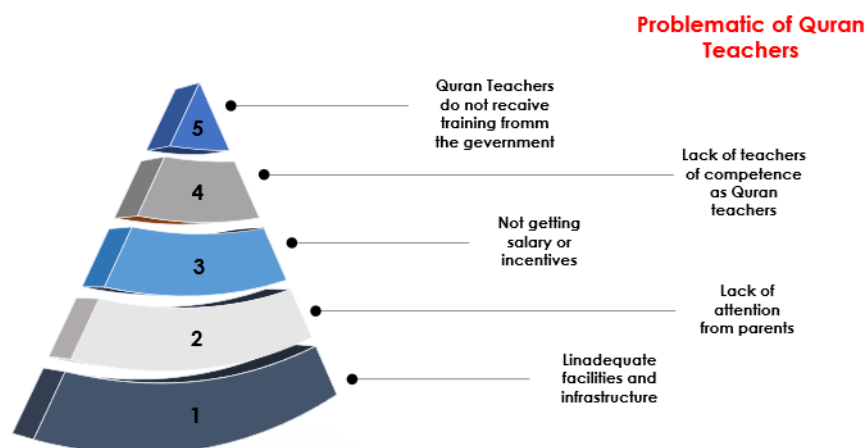 Problematic of Quran
Teachers
5
Quran Teachers
do not recaive
training fromm
the gevernment
4
Lack of teachers
of competence
as Quran
teachers
3
Not getting
salary or
incentives
2
Lack of
attention
from parents
1
Linadequate
facilities and
infrastructure